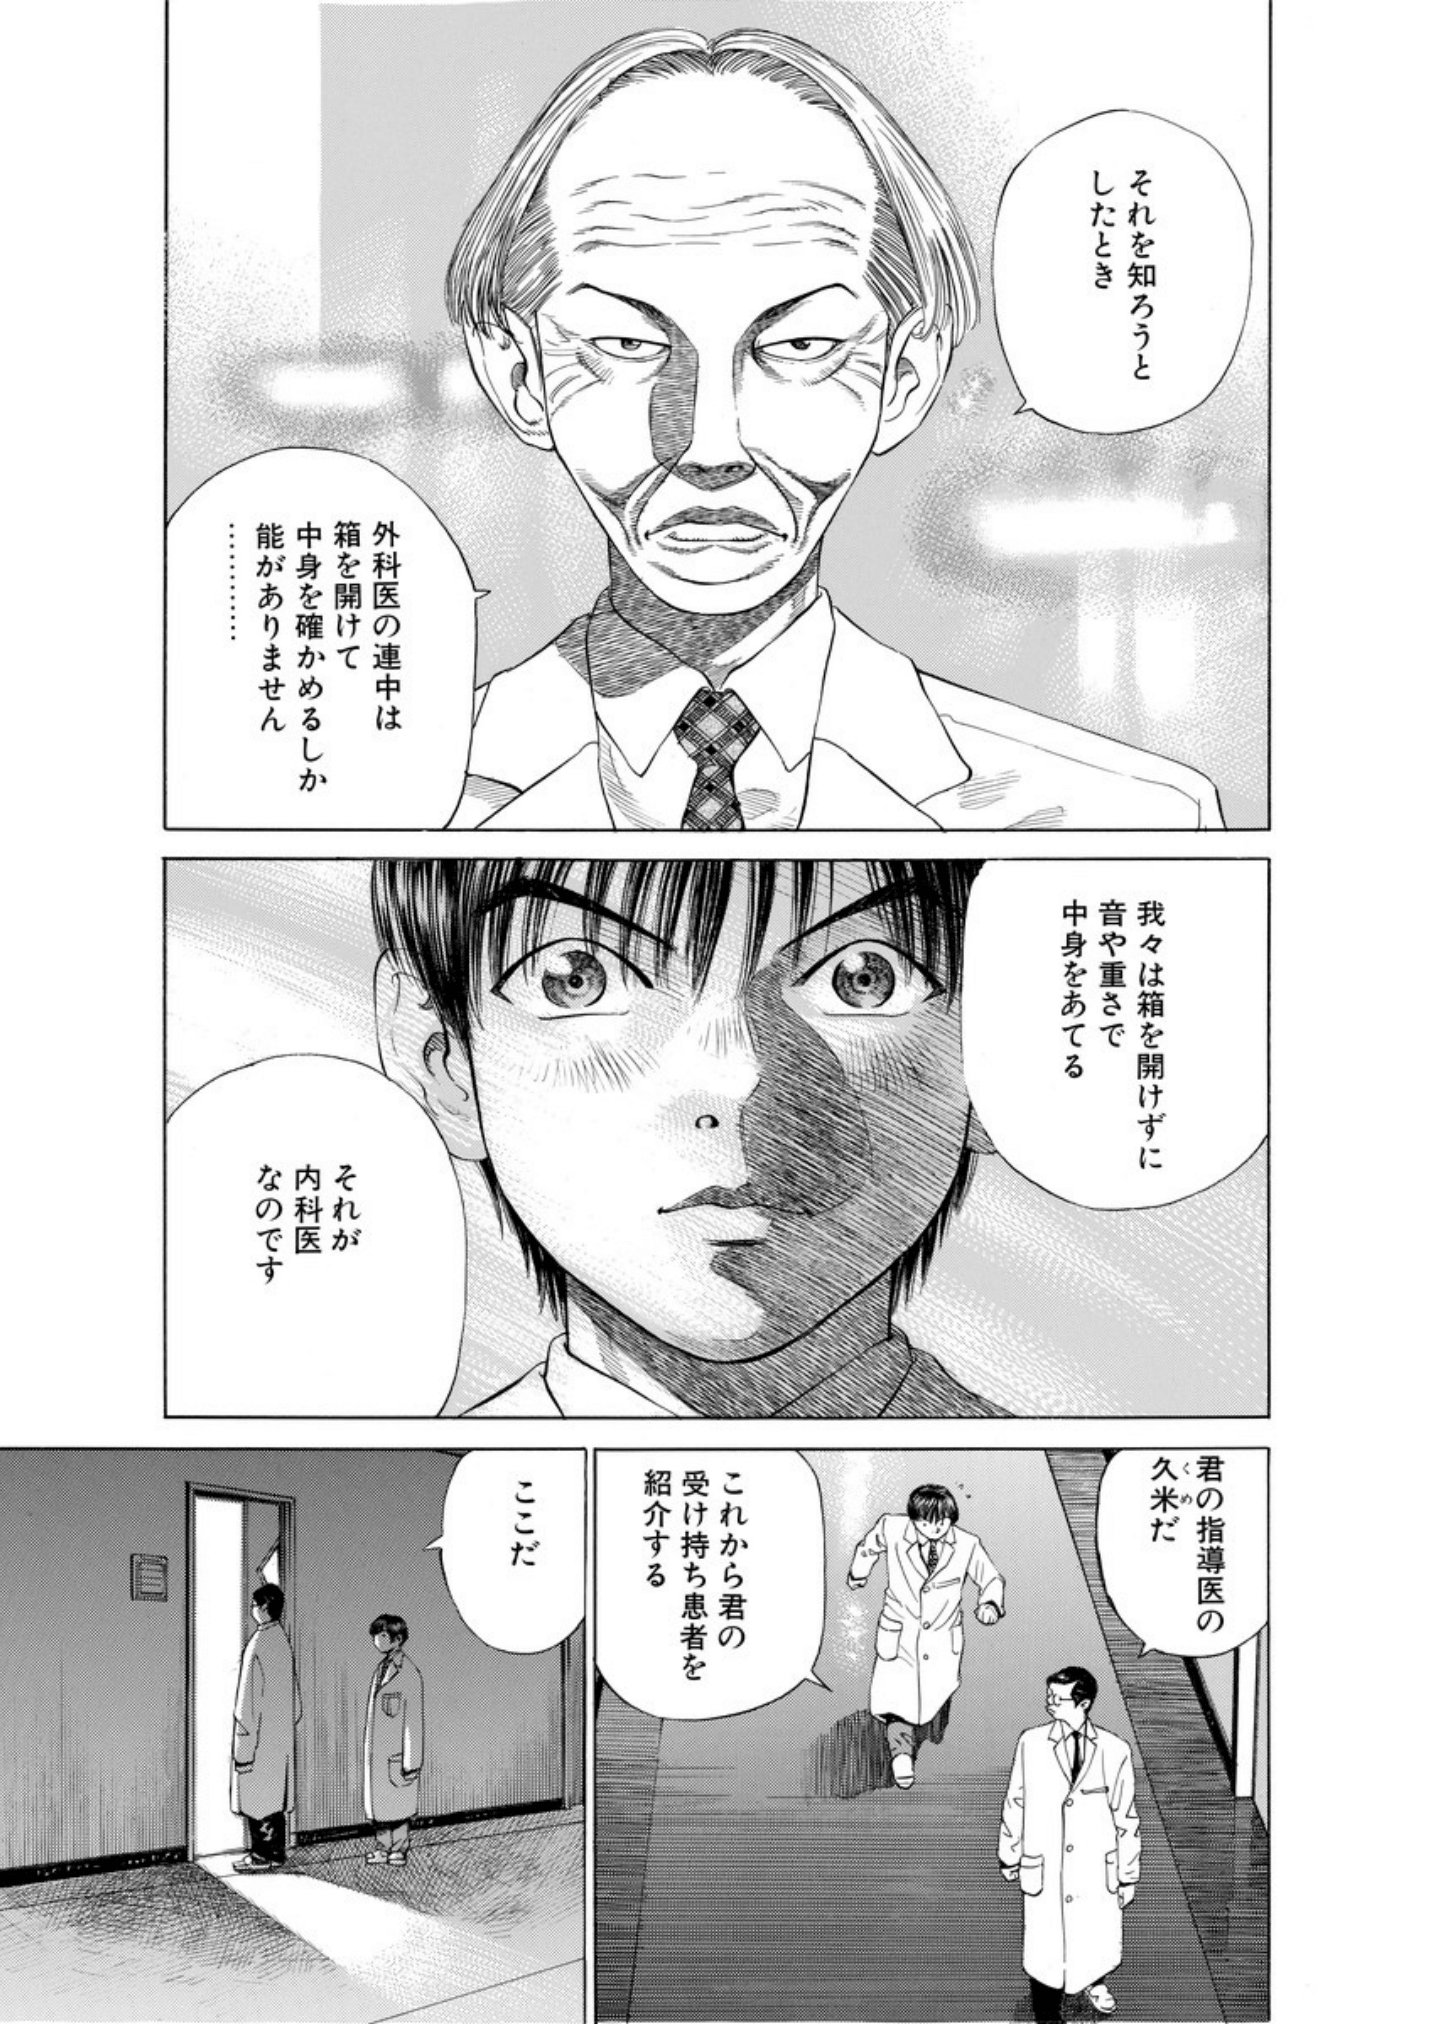 それを知ろうと
したとき
外科医の連中は
箱を開けて
中身を確かめるしか
能がありません
…………
我々は箱を開けずに
音や重さで
中身をあてる
それが
内科医
なのです
君の指導医の
久米だ
くめ
これから君の
受け持ち患者を
紹介する
ここだ